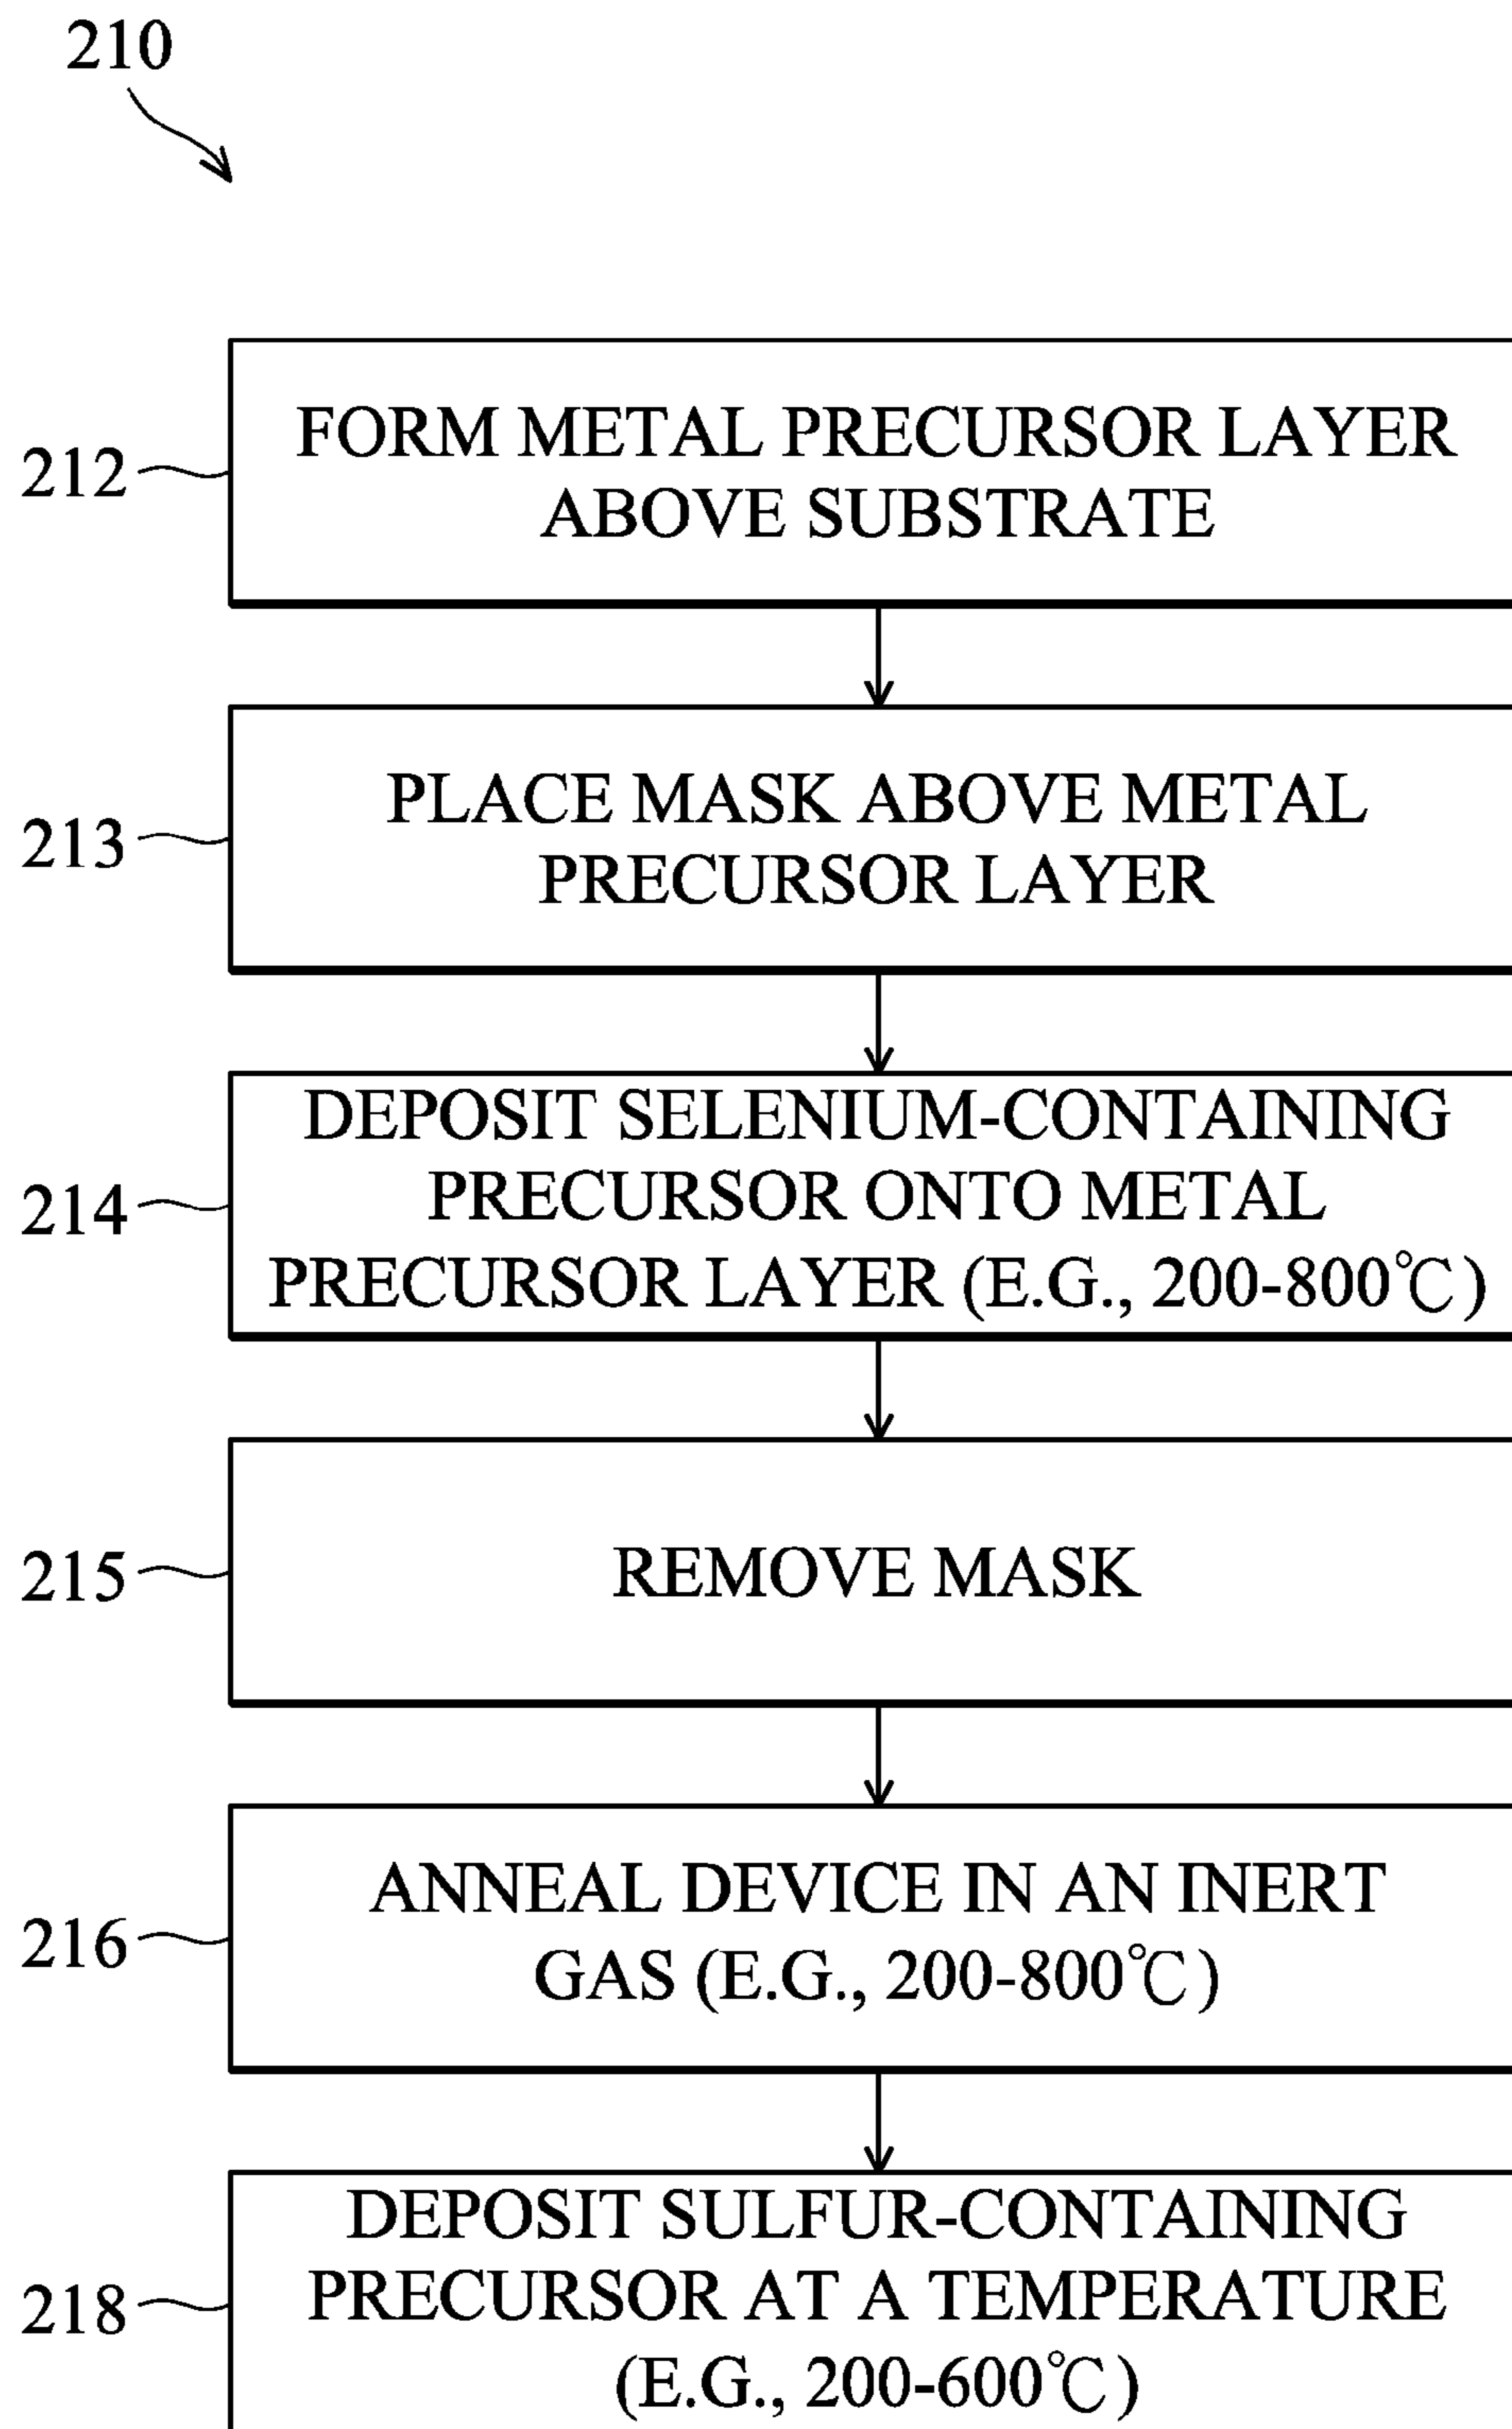 210
212
FORM METAL PRECURSOR LAYER
ABOVE SUBSTRATE
213
PLACE MASK ABOVE METAL
PRECURSOR LAYER
214
DEPOSIT SELENIUM-CONTAINING
PRECURSOR ONTO METAL
PRECURSOR LAYER (E.G., 200-800℃)
215
REMOVE MASK
216
ANNEAL DEVICE IN AN INERT
GAS (E.G., 200-800℃)
218
DEPOSIT SULFUR-CONTAINING
PRECURSOR AT A TEMPERATURE
(E.G., 200-600℃)